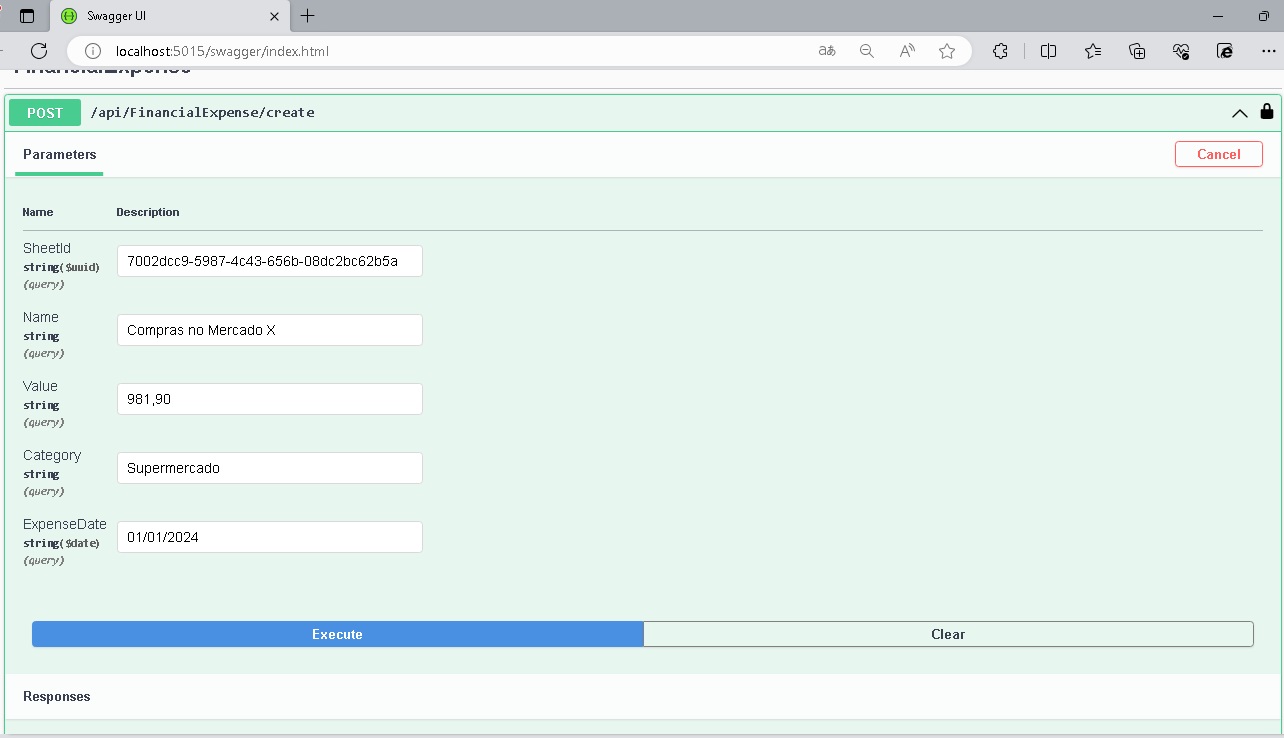 Swagger UI
localhost:5015/swagger/index.html
FinancialExpense
POST /api/FinancialExpense/create
Parameters
Cancel
Name Description
SheetId
string($uuid)
(query)
7002dcc9-5987-4c43-656b-08dc2bc62b5a
Name
string
(query)
Compras no Mercado X
Value
string
(query)
981,90
Category
string
(query)
Supermercado
ExpenseDate
string($date)
(query)
01/01/2024
Execute
Clear
Responses